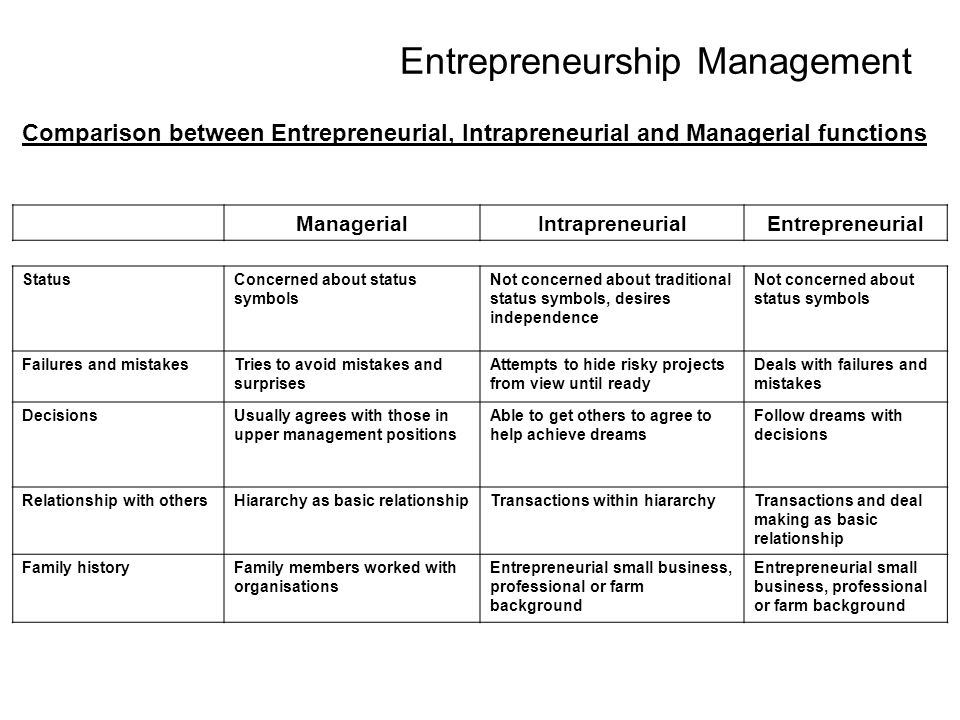 Entrepreneurship Management
Comparison between Entrepreneurial, Intrapreneurial and Managerial functions
Managerial Intrapreneurial Entrepreneurial
Status
Concerned about status
symbols
Not concerned about traditional
status symbols, desires
independence
Not concerned about
status symbols
Failures and mistakes
Tries to avoid mistakes and
surprises
Attempts to hide risky projects
from view until ready
Deals with failures and
mistakes
Decisions
Usually agrees with those in
upper management positions
Able to get others to agree to
help achieve dreams
Follow dreams with
decisions
Relationship with others
Hiararchy as basic relationship
Transactions within hiararchy
Transactions and deal
making as basic
relationship
Family history
Family members worked with
organisations
Entrepreneurial small business,
professional or farm
background
Entrepreneurial small
business, professional
or farm background